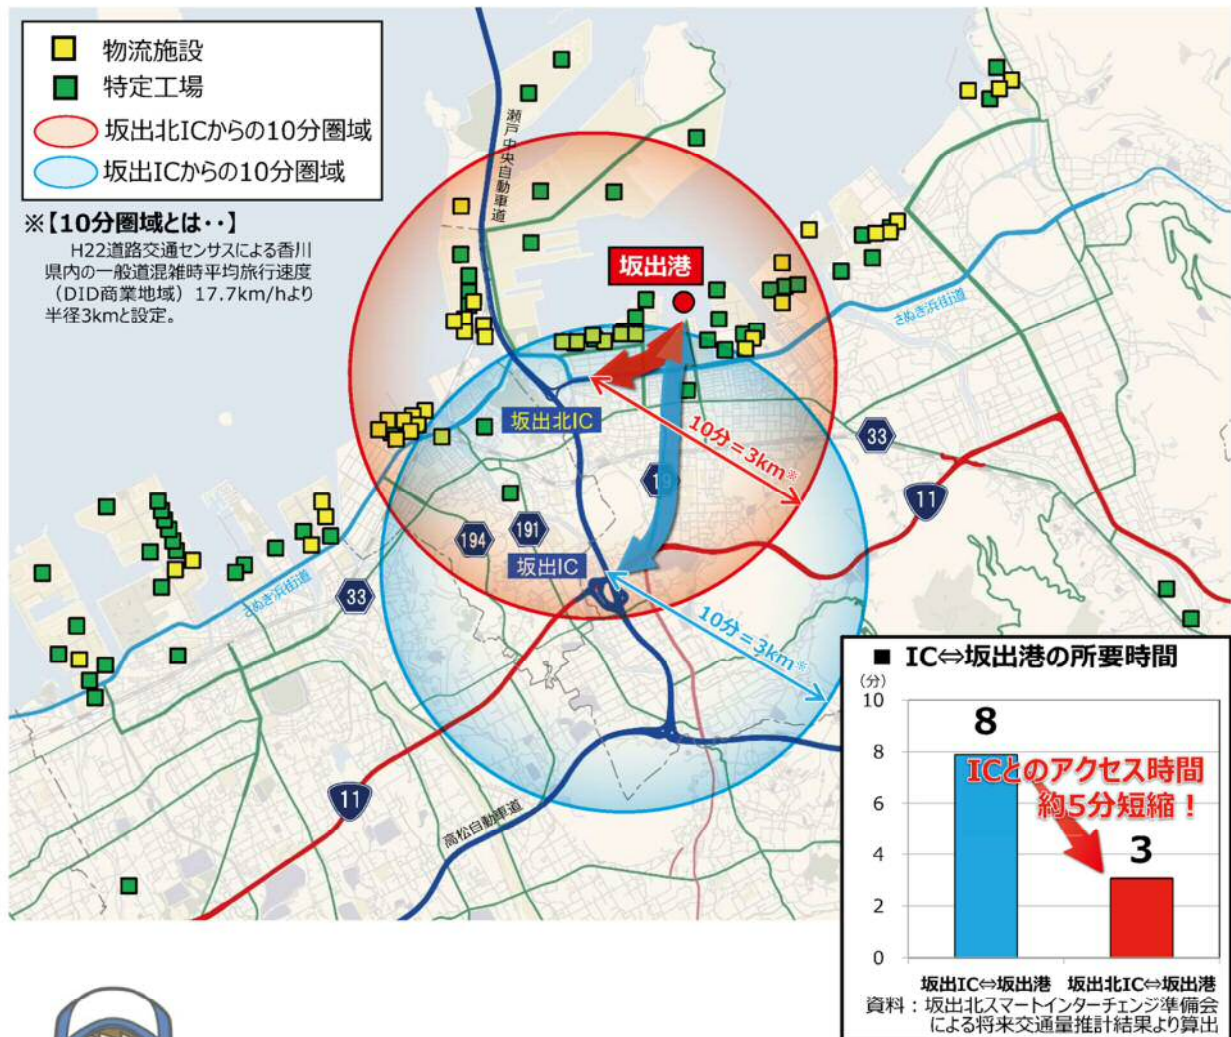 物流施設
特定工場
坂出北ICからの10分圏域
坂出ICからの10分圏域
※【10分圏域とは‥】
H22道路交通センサスによる香川
県内の一般道混雑時平均旅行速度
(DID商業地域) 17.7km/hより
半径3kmと設定。
瀬戸中央自動車道
坂出港
さぬき浜街道
坂出北IC
10分=3km※
33
19
11
194
191
坂出IC
33
さぬき浜街道
10分=3km※
11
高松自動車道
■ IC⇔坂出港の所要時間
(分)
10
8
6
4
2
0
8
ICとのアクセス時間
約5分短縮!
3
坂出IC⇔坂出港
坂出北IC⇔坂出港
資料:坂出北スマートインターチェンジ準備会
による将来交通量推計結果より算出